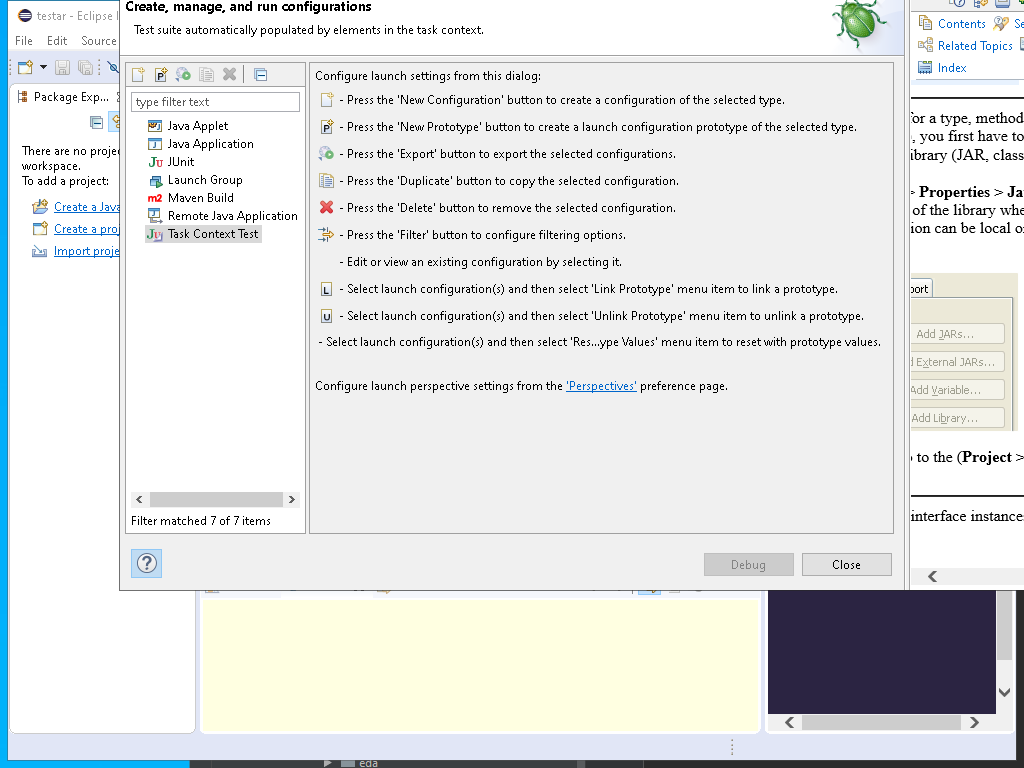 Create, manage, and run configurations
testar - Eclipse I
Test suite automatically populated by elements in the task context.
File Edit Source
Contents
Related Topics
Index
Package Exp...
type filter text
Java Applet
Java Application
JUnit
Launch Group
Maven Build
Remote Java Application
Task Context Test
Filter matched 7 of 7 items
There are no proje
workspace.
To add a project:
Create a Java
Create a proj
Import proje
Configure launch settings from this dialog:
- Press the 'New Configuration' button to create a configuration of the selected type.
- Press the 'New Prototype' button to create a launch configuration prototype of the selected type.
- Press the 'Export' button to export the selected configurations.
- Press the 'Duplicate' button to copy the selected configuration.
- Press the 'Delete' button to remove the selected configuration.
- Press the 'Filter' button to configure filtering options.
- Edit or view an existing configuration by selecting it.
- Select launch configuration(s) and then select 'Link Prototype' menu item to link a prototype.
- Select launch configuration(s) and then select 'Unlink Prototype' menu item to unlink a prototype.
- Select launch configuration(s) and then select 'Res...ype Values' menu item to reset with prototype values.
Configure launch perspective settings from the 'Perspectives' preference page.
Debug
Close
for a type, method
, you first have to
ibrary (JAR, class
> Properties > Ja
of the library whe
ion can be local o
ort
Add JARs...
d External JARs...
Add Variable...
Add Library...
to the (Project >
interface instance
eda